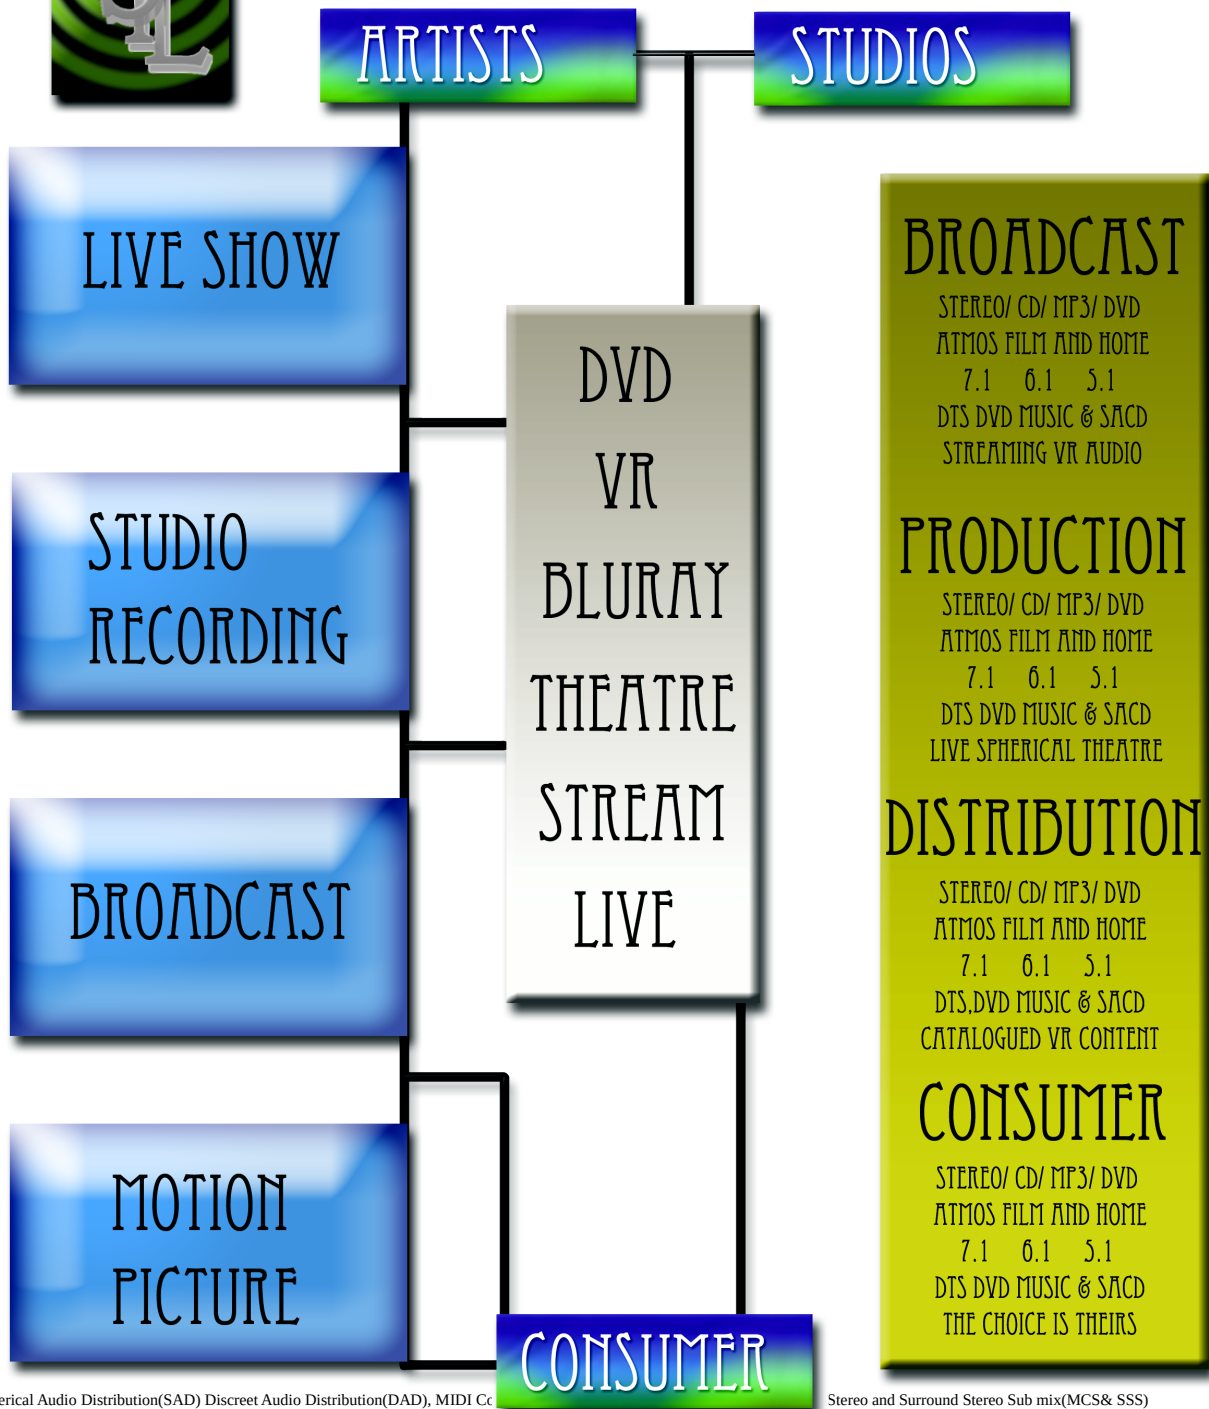 ARTISTS
STUDIOS
LIVE SHOW
STUDIO
RECORDING
BROADCAST
MOTION
PICTURE
DVD
VR
BLURAY
THEATRE
STREAM
LIVE
CONSUMER
BROADCAST
STEREO/ CD/ MP3/ DVD
ATMOS FILM AND HOME
7.1 6.1 5.1
DTS DVD MUSIC & SACD
STREAMING VR AUDIO
PRODUCTION
STEREO/ CD/ MP3/ DVD
ATMOS FILM AND HOME
7.1 6.1 5.1
DTS DVD MUSIC & SACD
LIVE SPHERICAL THEATRE
DISTRIBUTION
STEREO/ CD/ MP3/ DVD
ATMOS FILM AND HOME
7.1 6.1 5.1
DTS,DVD MUSIC & SACD
CATALOGUED VR CONTENT
CONSUMER
STEREO/ CD/ MP3/ DVD
ATMOS FILM AND HOME
7.1 6.1 5.1
DTS DVD MUSIC & SACD
THE CHOICE IS THEIRS
erical Audio Distribution(SAD) Discreet Audio Distribution(DAD), MIDI Stereo and Surround Stereo Sub mix(MCS& SSS)